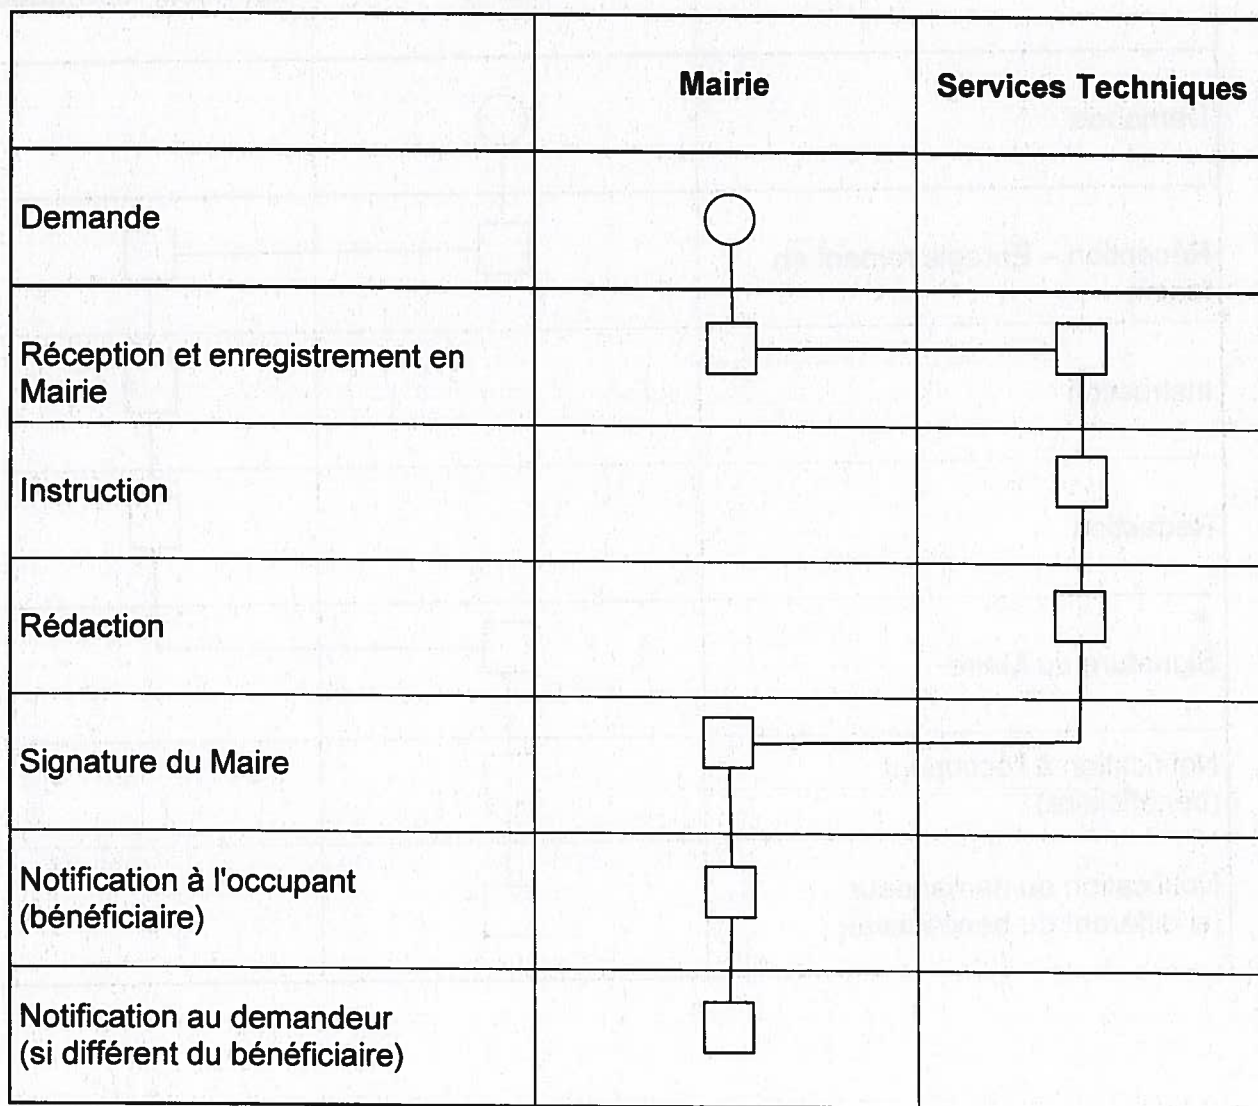 Mairie
Services Techniques
Demande
Réception et enregistrement en
Mairie
Instruction
Rédaction
Signature du Maire
Notification à l'occupant
(bénéficiaire)
Notification au demandeur
(si différent du bénéficiaire)